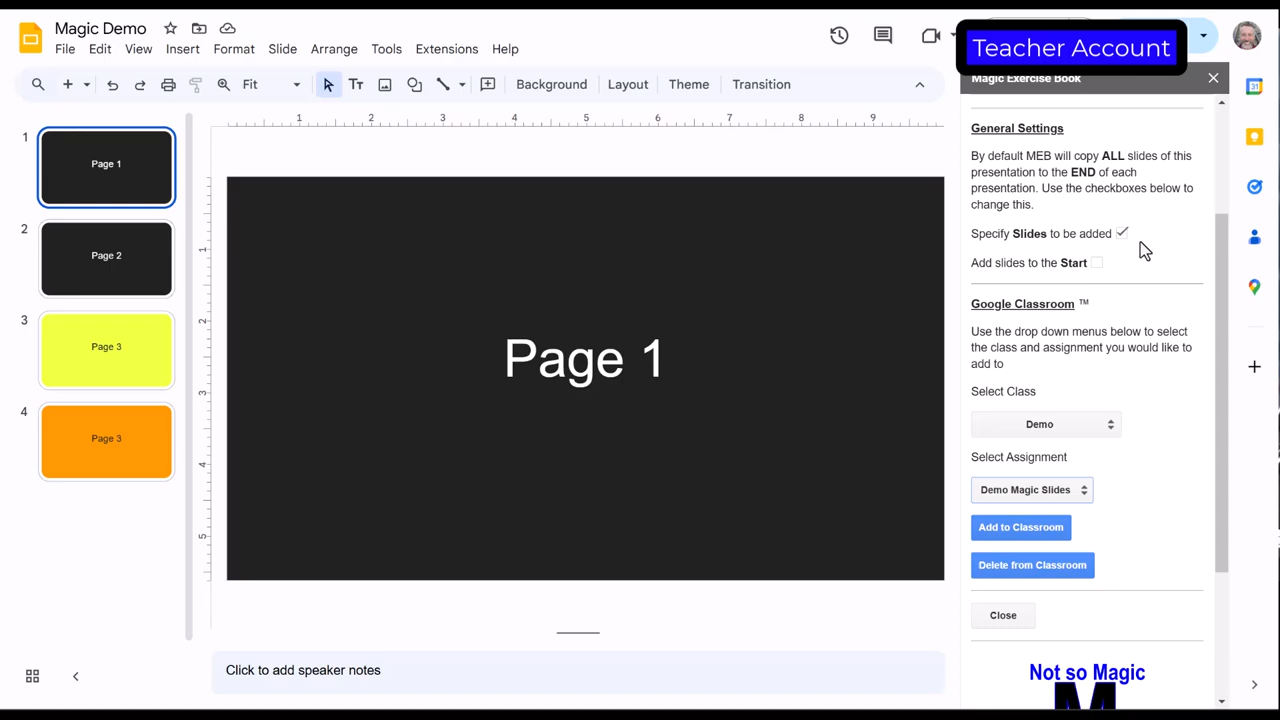 Magic Demo
File Edit View Insert Format Slide Arrange Tools Extensions Help
Teacher Account
Fit
Background Layout Theme Transition
Magic Exercise Book
1 2 3 4 5 6 7 8 9
1
Page 1
2
Page 2
3
Page 3
4
Page 3
1
2
3
4
5
Page 1
Click to add speaker notes
General Settings
By default MEB will copy ALL slides of this
presentation to the END of each
presentation. Use the checkboxes below to
change this.
Specify Slides to be added
Add slides to the Start
Google Classroom ™
Use the drop down menus below to select
the class and assignment you would like to
add to
Select Class
Demo
Select Assignment
Demo Magic Slides
Add to Classroom
Delete from Classroom
Close
Not so Magic
M
31